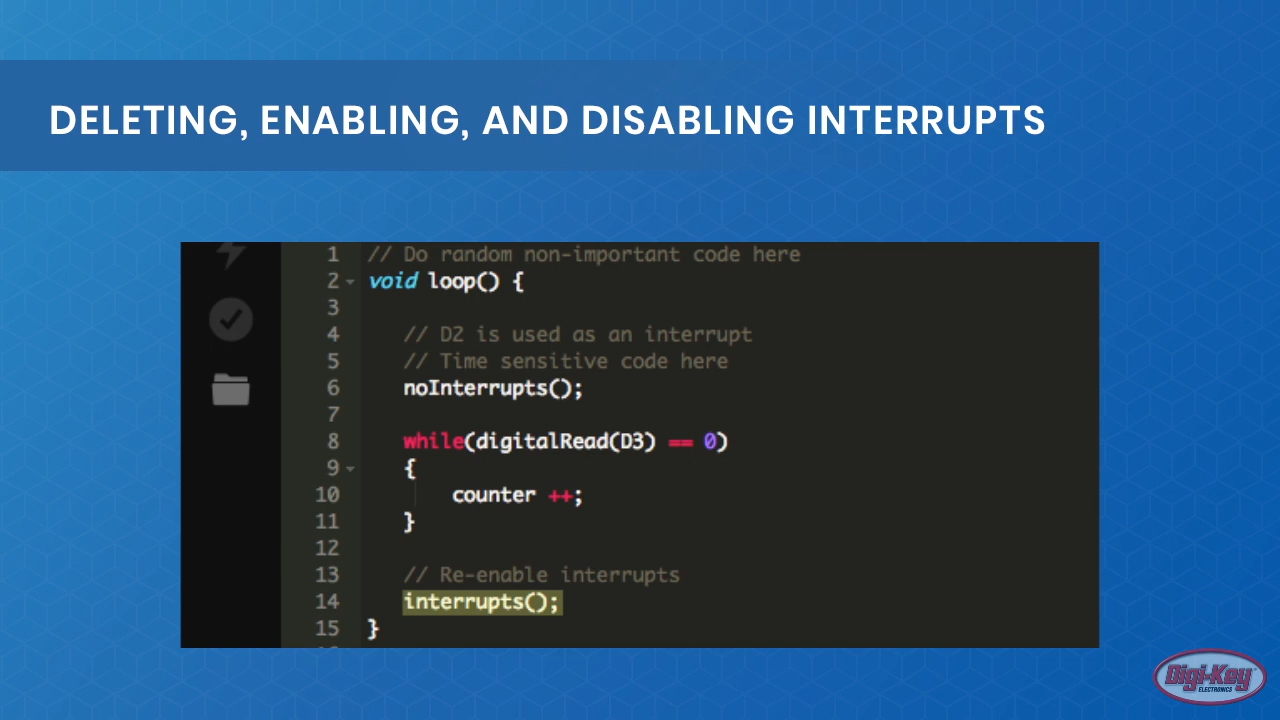 DELETING, ENABLING, AND DISABLING INTERRUPTS
1 // Do random non-important code here
2 void loop() {
3
4 // D2 is used as an interrupt
5 // Time sensitive code here
6 noInterrupts();
7
8 while(digitalRead(D3) == 0)
9 {
10 counter ++;
11 }
12
13 // Re-enable interrupts
14 interrupts();
15 }
Digi-Key
ELECTRONICS